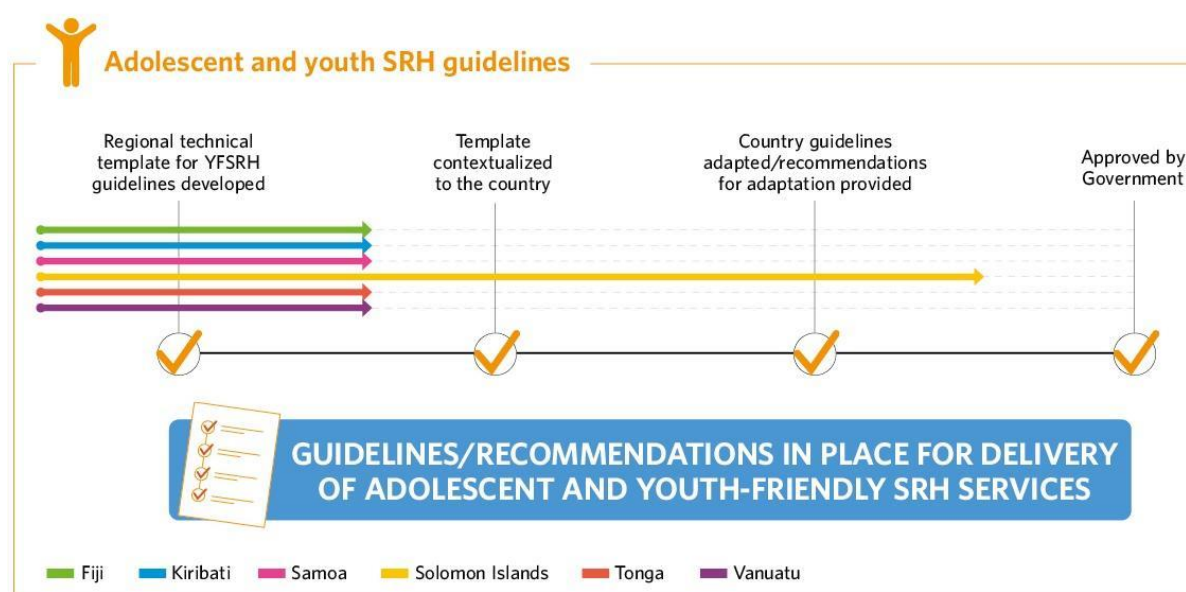 Adolescent and youth SRH guidelines
Regional technical
template for YFSRH
guidelines developed
Template
contextualized
to the country
Country guidelines
adapted/recommendations
for adaptation provided
Approved by
Government
GUIDELINES/RECOMMENDATIONS IN PLACE FOR DELIVERY
OF ADOLESCENT AND YOUTH-FRIENDLY SRH SERVICES
Fiji Kiribati Samoa Solomon Islands Tonga Vanuatu